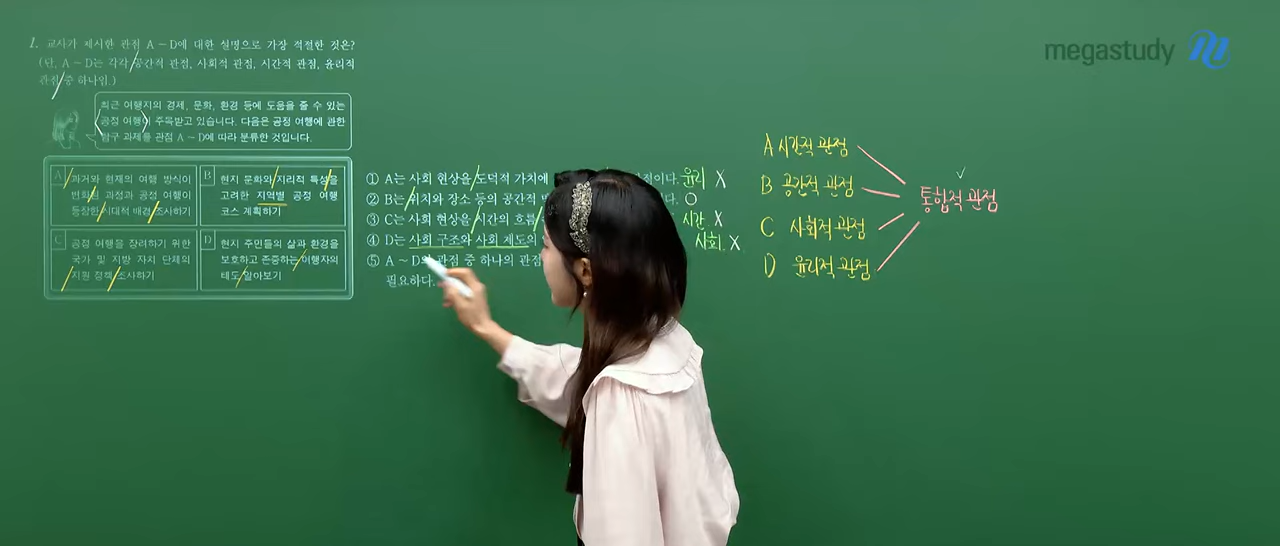 megastudy
1. 교사가 제시한 관점 A ~ D에 대한 설명으로 가장 적절한 것은?
(단, A ~ D는 각각 공간적 관점, 사회적 관점, 시간적 관점, 윤리적
관점 중 하나임.)
최근 여행지의 경제, 문화, 환경 등에 도움을 줄 수 있는
공정 여행이 주목받고 있습니다. 다음은 공정 여행에 관한
탐구 과제를 관점 A ~ D에 따라 분류한 것입니다.
A 과거와 현재의 여행 방식이
변화된 과정과 공정 여행이
등장한 시대적 배경 조사하기
B 현지 문화와 지리적 특성을
고려한 지역별 공정 여행
코스 계획하기
C 공정 여행을 장려하기 위한
국가 및 지방 자치 단체의
지원 정책 조사하기
D 현지 주민들의 삶과 환경을
보호하고 존중하는 여행자의
태도 알아보기
① A는 사회 현상을 도덕적 가치에 점이다. 윤리 X
② B는 위치와 장소 등의 공간적 다. O
③ C는 사회 현상을 시간의 흐름 시간 X
④ D는 사회 구조와 사회 제도의 사회. X
⑤ A ~ D의 관점 중 하나의 관점
필요하다.
A 시간적 관점
B 공간적 관점
C 사회적 관점
D 윤리적 관점
통합적 관점